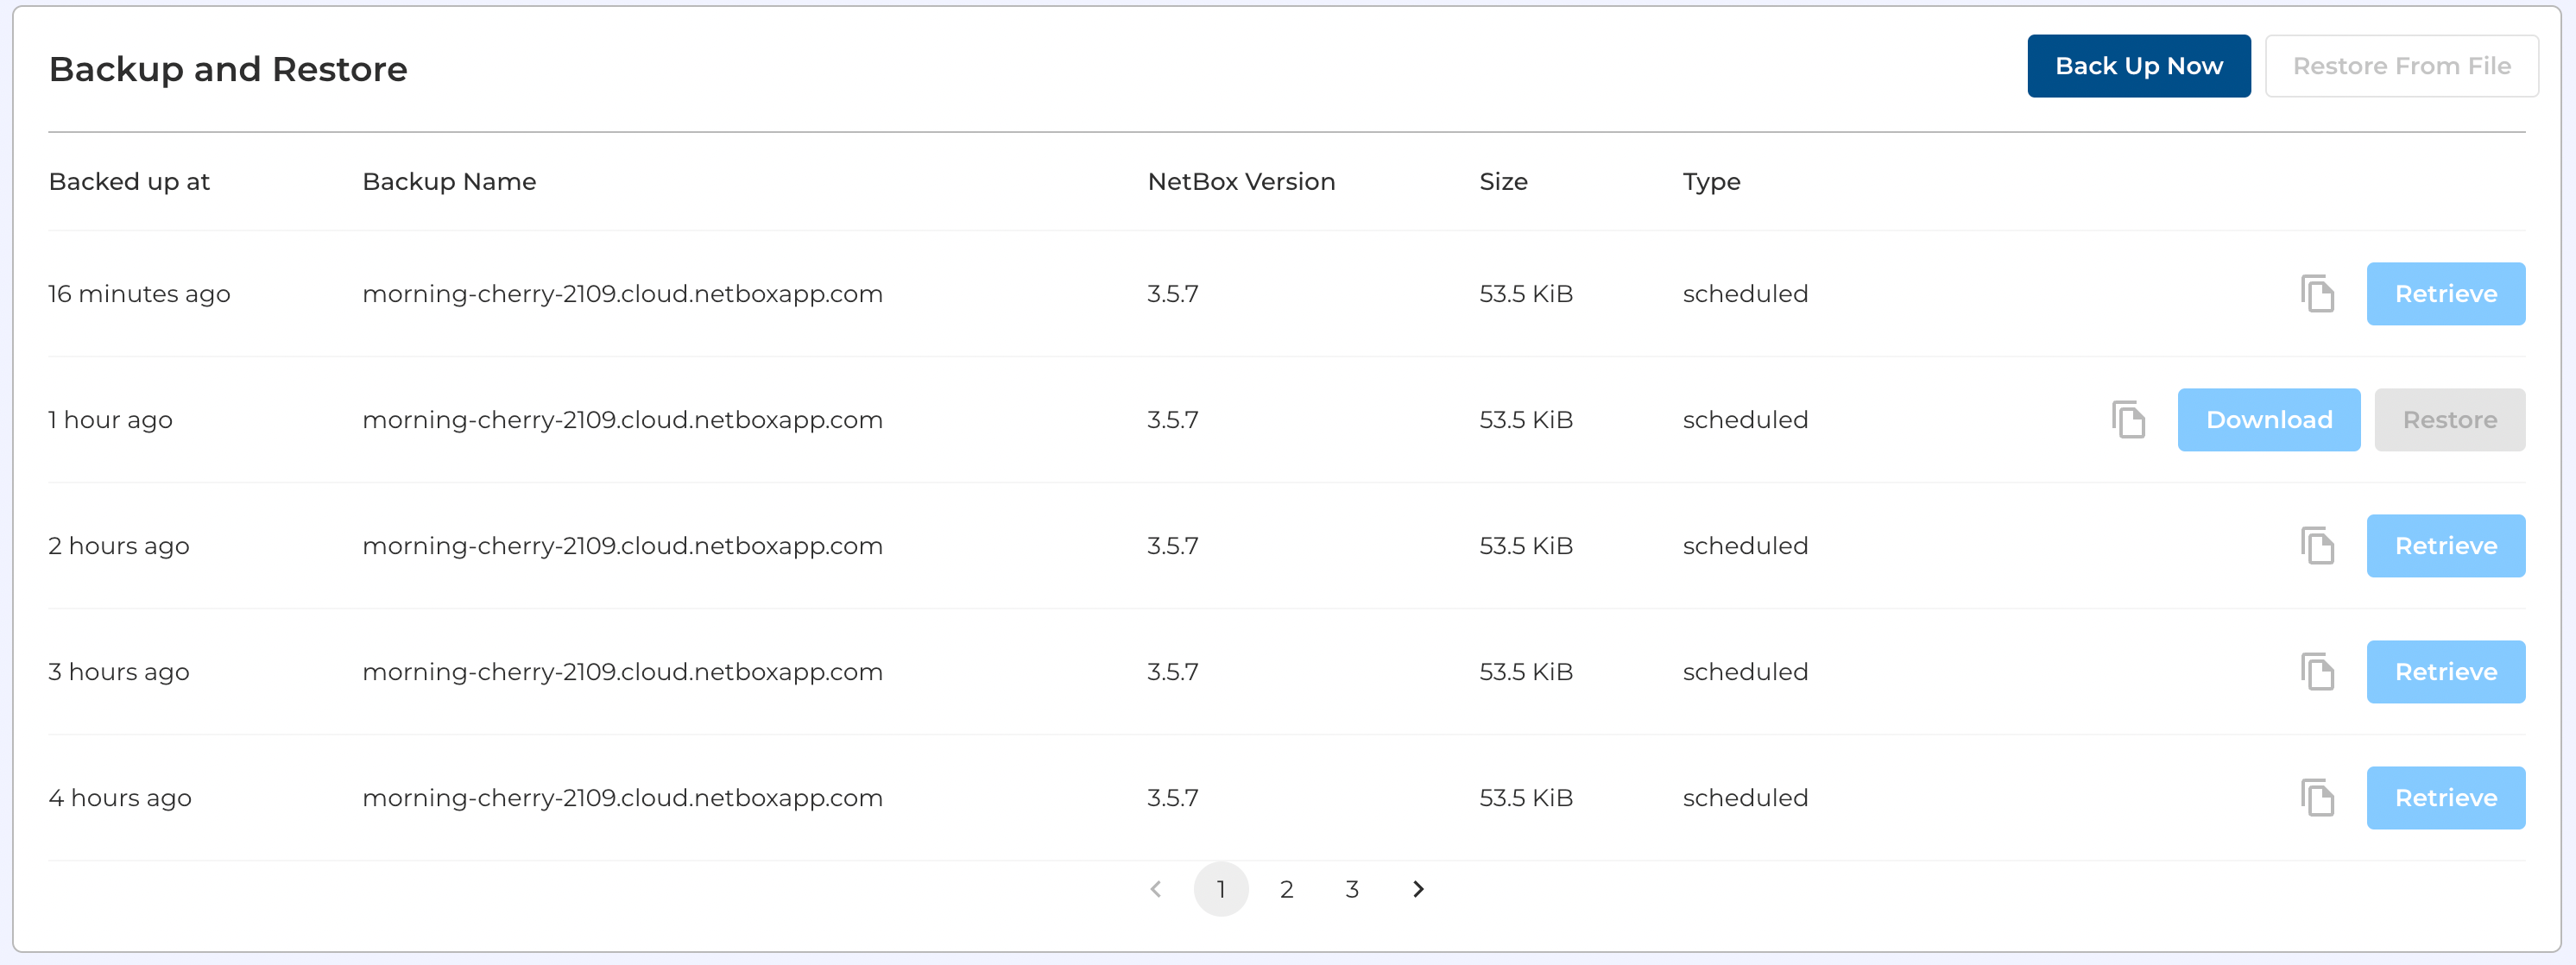 Backup and Restore
Back Up Now
Restore From File
Backed up at Backup Name NetBox Version Size Type
16 minutes ago morning-cherry-2109.cloud.netboxapp.com 3.5.7 53.5 KiB scheduled Retrieve
1 hour ago morning-cherry-2109.cloud.netboxapp.com 3.5.7 53.5 KiB scheduled Download Restore
2 hours ago morning-cherry-2109.cloud.netboxapp.com 3.5.7 53.5 KiB scheduled Retrieve
3 hours ago morning-cherry-2109.cloud.netboxapp.com 3.5.7 53.5 KiB scheduled Retrieve
4 hours ago morning-cherry-2109.cloud.netboxapp.com 3.5.7 53.5 KiB scheduled Retrieve
1 2 3